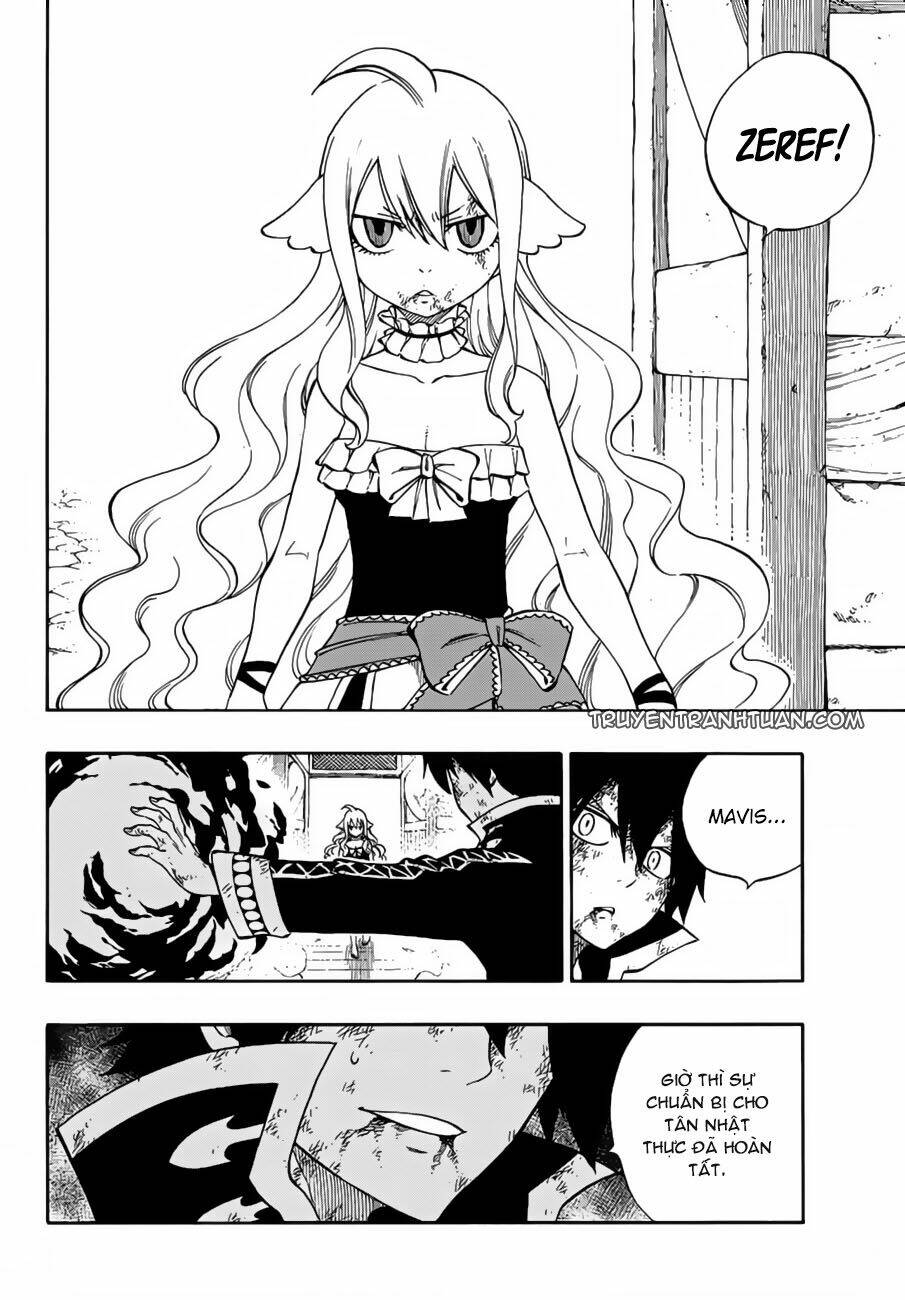 ZEREF!
TRUYENTRANHTUAN.COM
MAVIS...
GIỜ THÌ SỰ
CHUẨN BỊ CHO
TÂN NHẬT
THỰC ĐÃ HOÀN
TẤT.